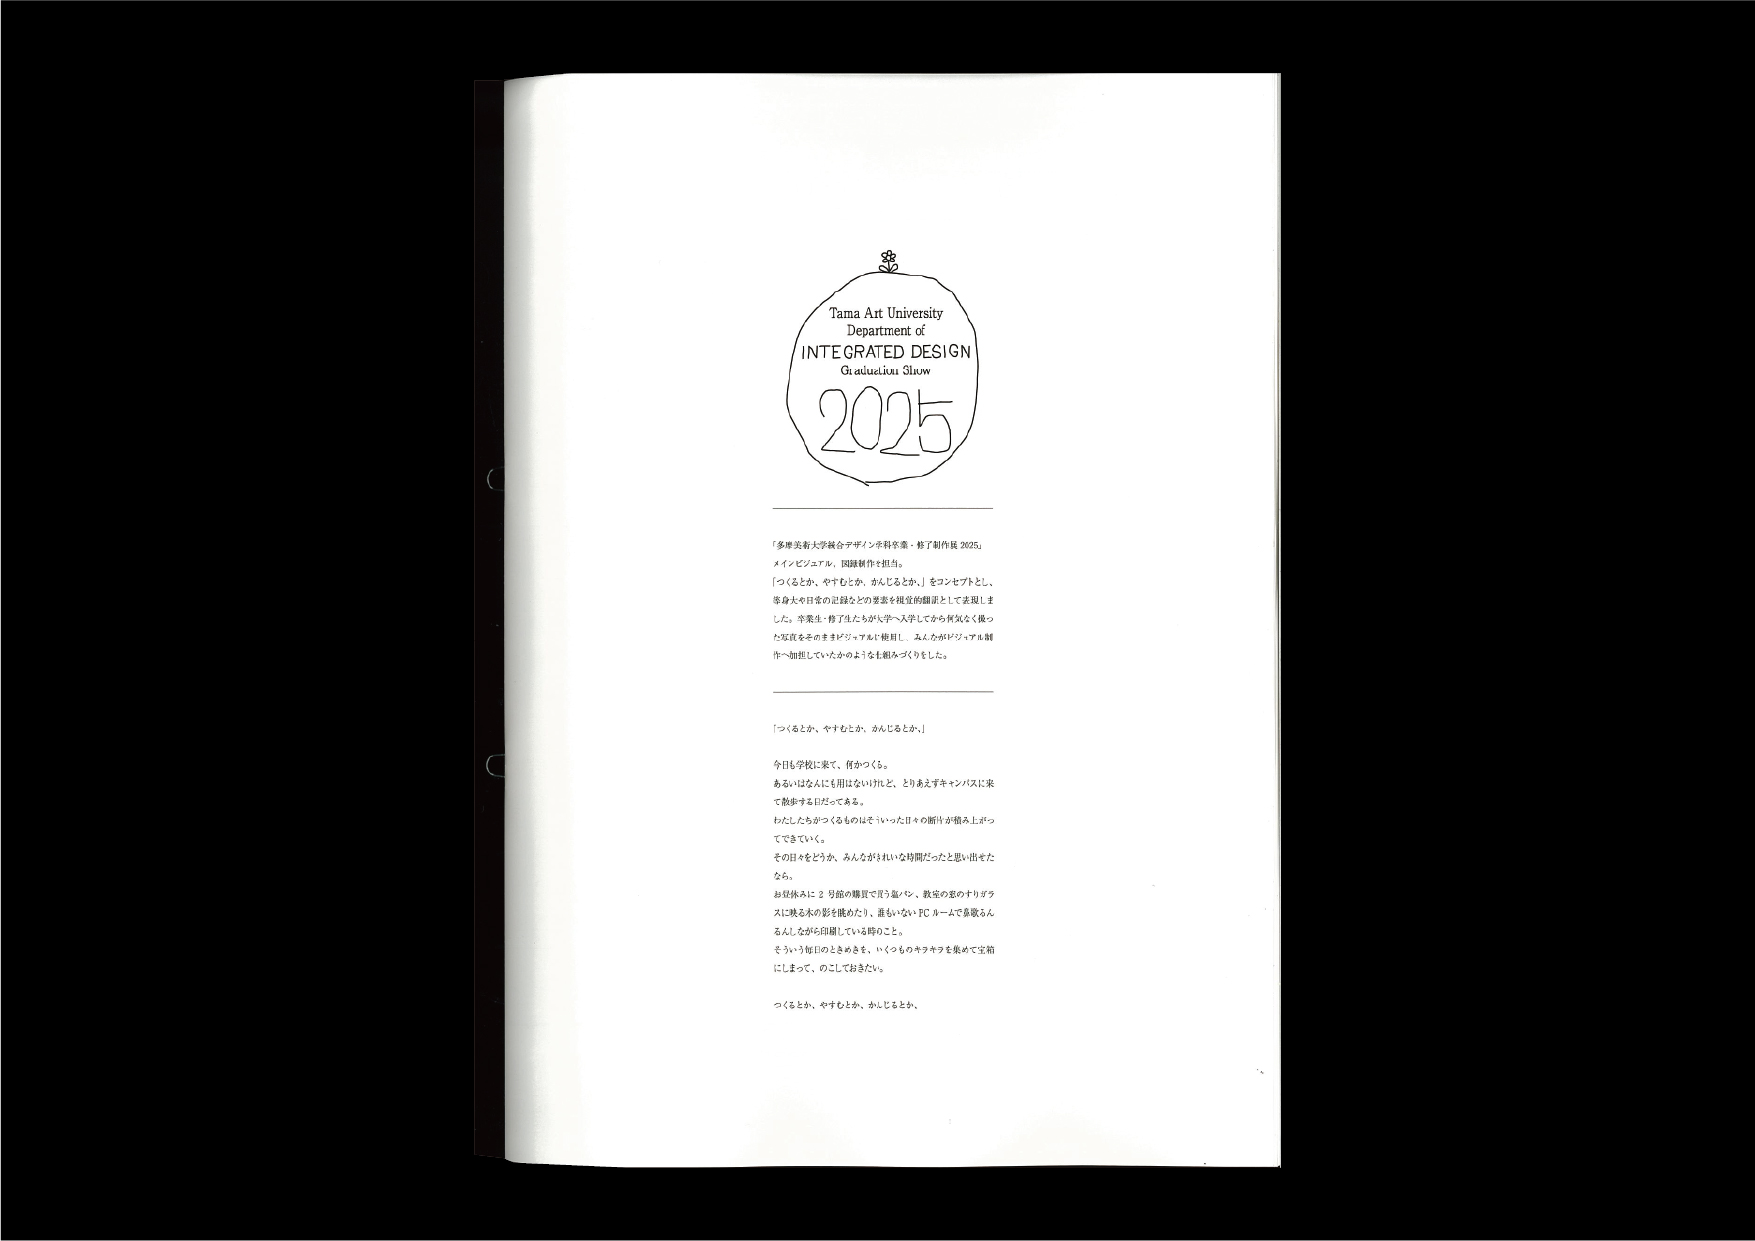 Tama Art University
Department of
INTEGRATED DESIGN
Graduation Show
2025
「多摩美術大学統合デザイン学科卒業・修了制作展 2025」
メインビジュアル、図録制作を担当。
「つくるとか、やすむとか、かんじるとか、」をコンセプトとし、
等身大や日常の記録などの要素を視覚的翻訳として表現しま
した。卒業生・修了生たちが大学へ入学してから何気なく撮っ
た写真をそのままビジュアルに使用し、みんながビジュアル制
作へ加担していたかのような仕組みづくりをした。
「つくるとか、やすむとか、かんじるとか、」
今日も学校に来て、何かつくる。
あるいはなんにも用はないけれど、とりあえずキャンパスに来
て散歩する日だってある。
わたしたちがつくるものはそういった日々の断片が積み上がっ
てできていく。
その日々をどうか、みんながきれいな時間だったと思い出せた
なら。
お昼休みに 2 号館の購買で買う塩パン、教室の窓のすりガラ
スに映る木の影を眺めたり、誰もいない PC ルームで鼻歌るん
るんしながら印刷している時のこと。
そういう毎日のときめきを、いくつものキラキラを集めて宝箱
にしまって、のこしておきたい。
つくるとか、やすむとか、かんじるとか、